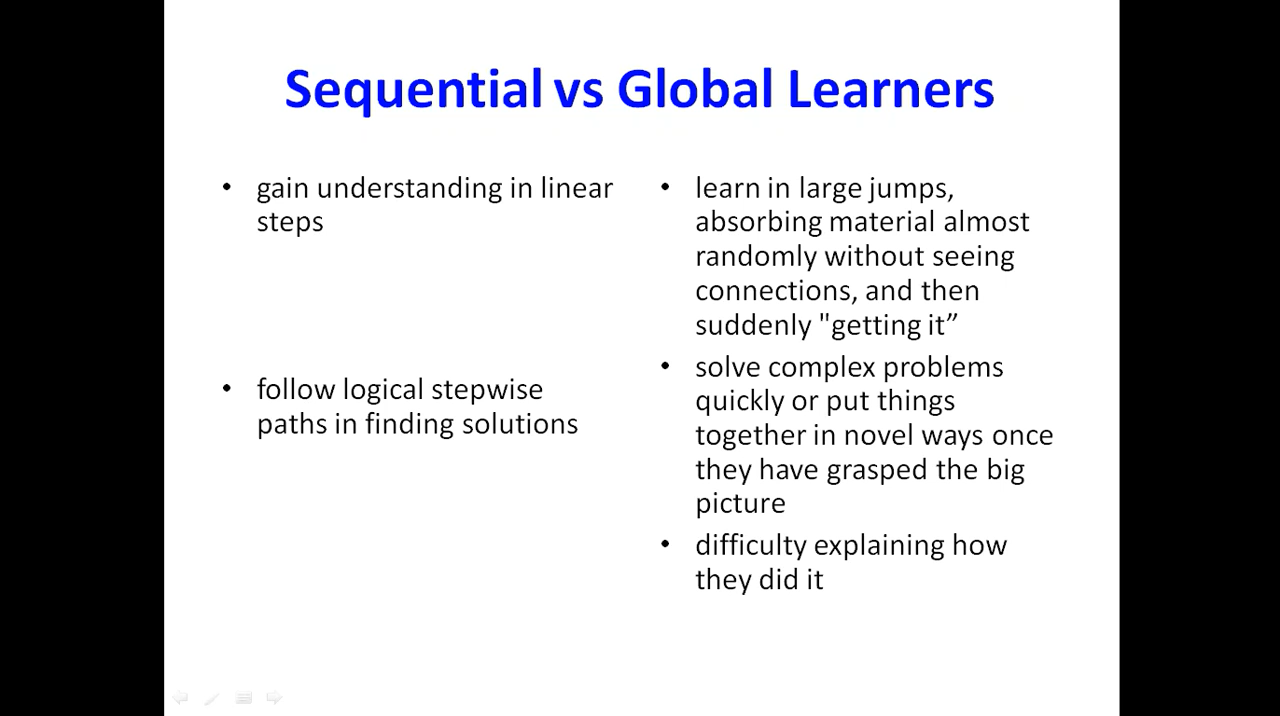 Sequential vs Global Learners
• gain understanding in linear
steps
• follow logical stepwise
paths in finding solutions
• learn in large jumps,
absorbing material almost
randomly without seeing
connections, and then
suddenly "getting it”
• solve complex problems
quickly or put things
together in novel ways once
they have grasped the big
picture
• difficulty explaining how
they did it